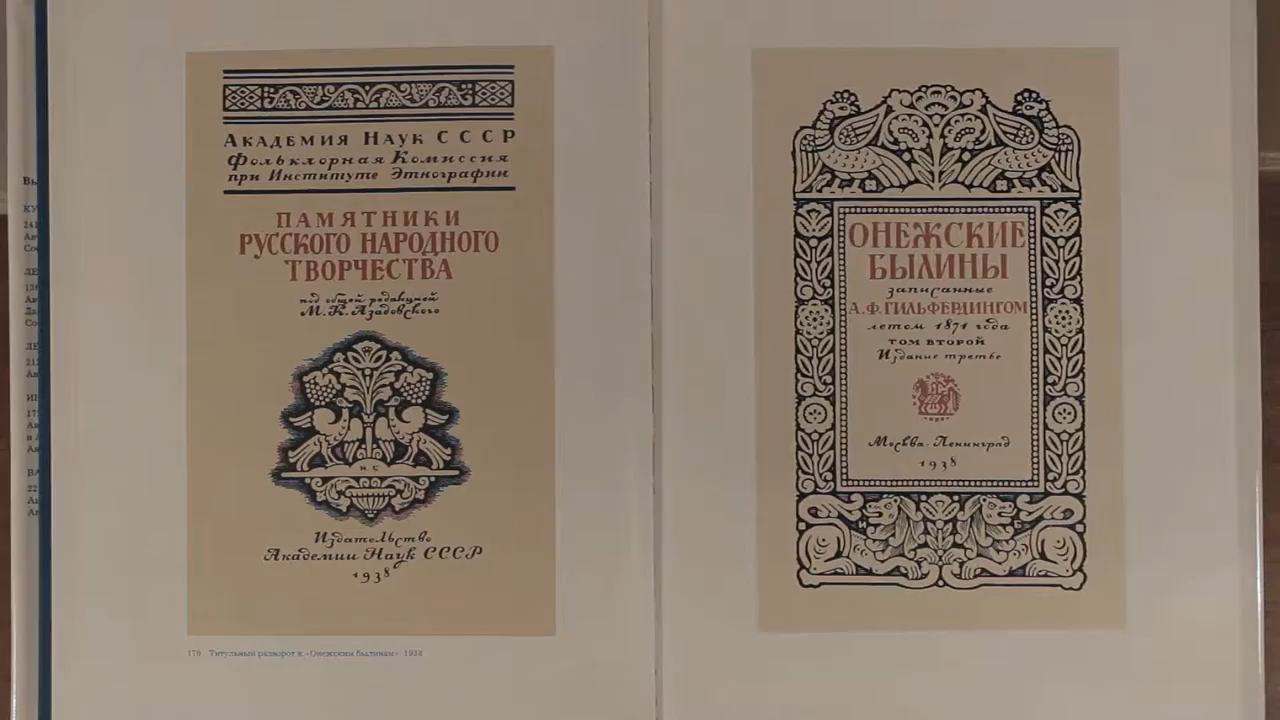 АКАДЕМИЯ НАУК СССР
Фольклорная Комиссия
при Институте Этнографии
ПАМЯТНИКИ
РУССКОГО НАРОДНОГО
ТВОРЧЕСТВА
под общей редакцией
М. К. Азадовского
И С
Издательство
Академии Наук СССР
1938
170 Титульный разворот к «Онежским былинам» 1938
ОНЕЖСКИЕ
БЫЛИНЫ
записанные
А.Ф. ГИЛЬФЕРДИНГОМ
летом 1871 года
ТОМ ВТОРОЙ
Издание третье
Москва-Ленинград
1938
И Б